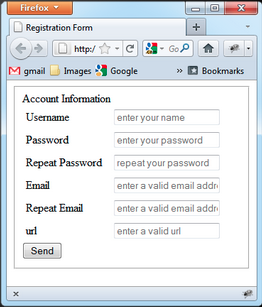 Firefox
Registration Form
http:/
Go
gmail Images Google » Bookmarks
Account Information
Username enter your name
Password enter your password
Repeat Password repeat your password
Email enter a valid email addre
Repeat Email enter a valid email addre
url enter a valid url
Send
×